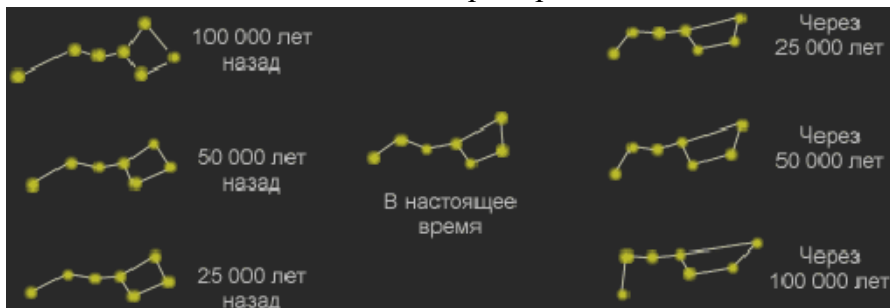 100 000 лет
назад
50 000 лет
назад
25 000 лет
назад
В настоящее
время
Через
25 000 лет
Через
50 000 лет
Через
100 000 лет